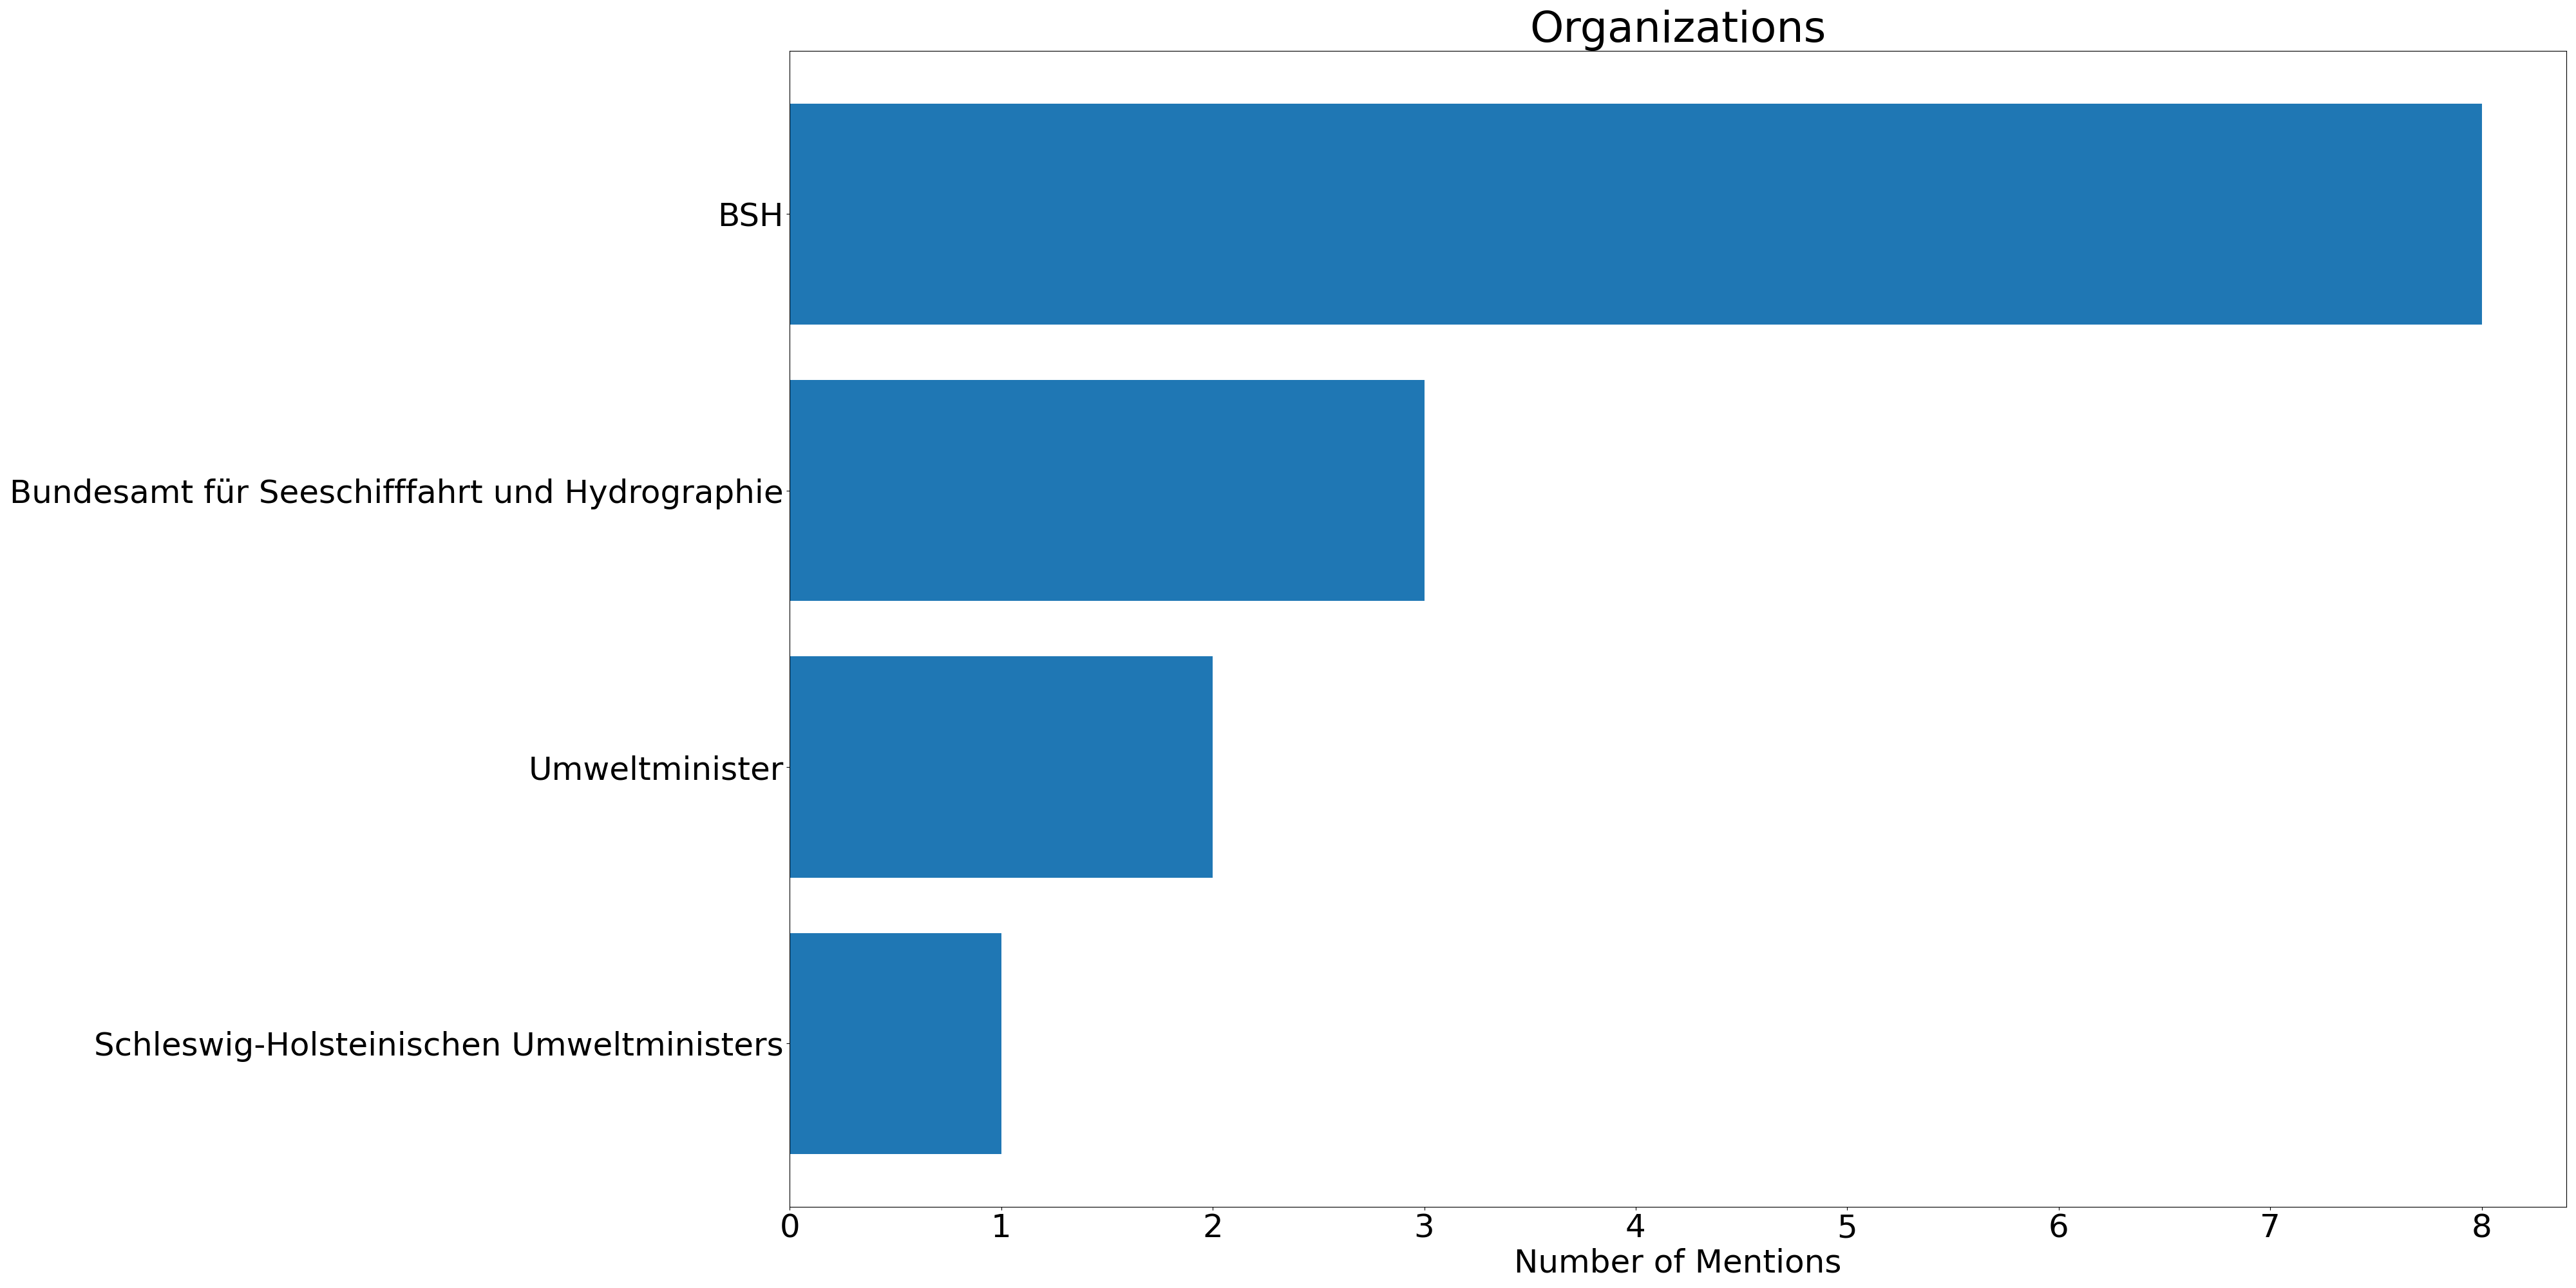 Organizations
BSH
Bundesamt für Seeschifffahrt und Hydrographie
Umweltminister
Schleswig-Holsteinischen Umweltministers
0 1 2 3 4 5 6 7 8
Number of Mentions